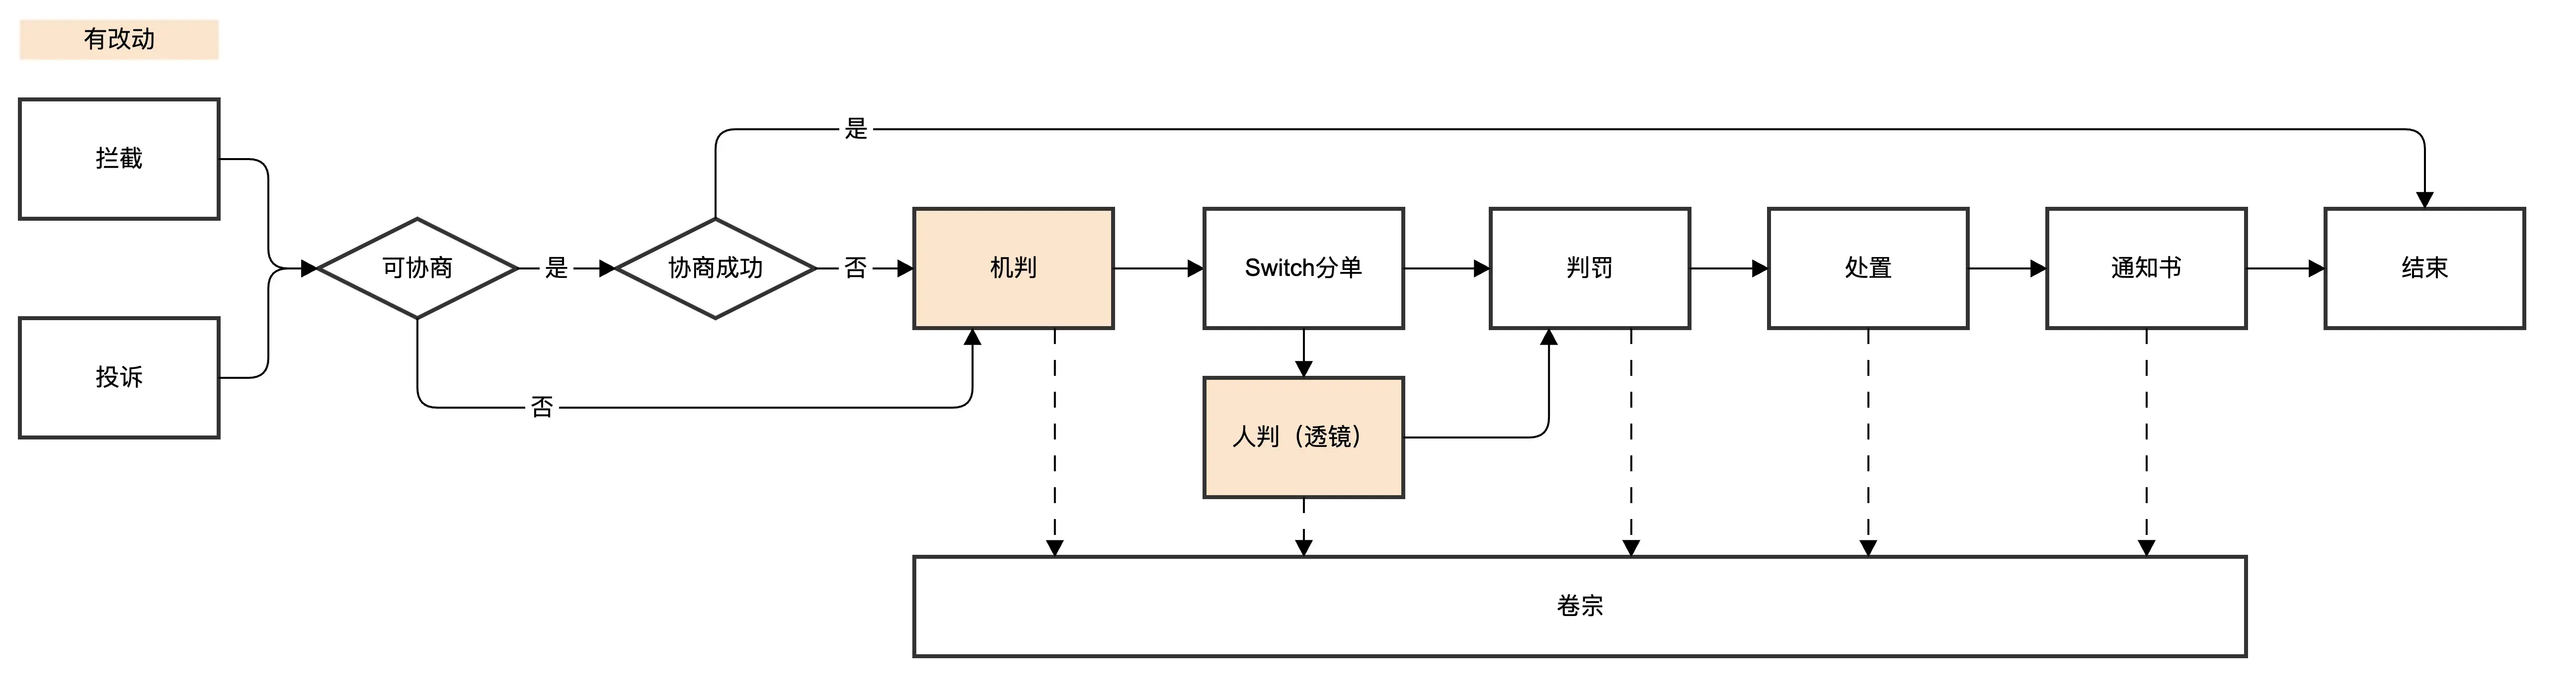 有改动
拦截
是
可协商
是
协商成功
否
机判
Switch分单
判罚
处置
通知书
结束
投诉
否
人判（透镜）
卷宗